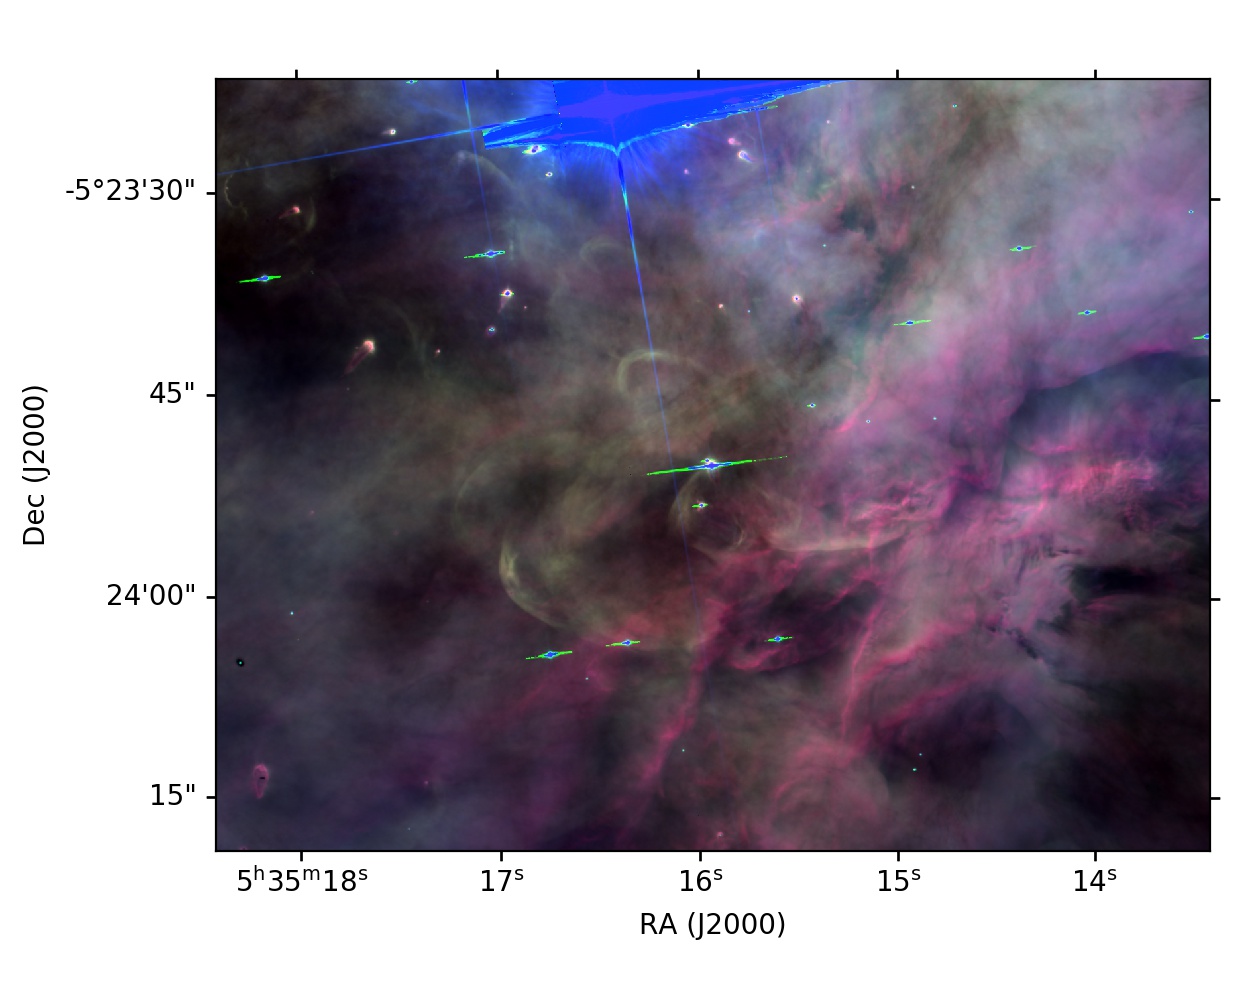 -5°23'30"
45"
24'00"
15"
Dec (J2000)
5ʰ35ᵐ18ˢ 17ˢ 16ˢ 15ˢ 14ˢ
RA (J2000)